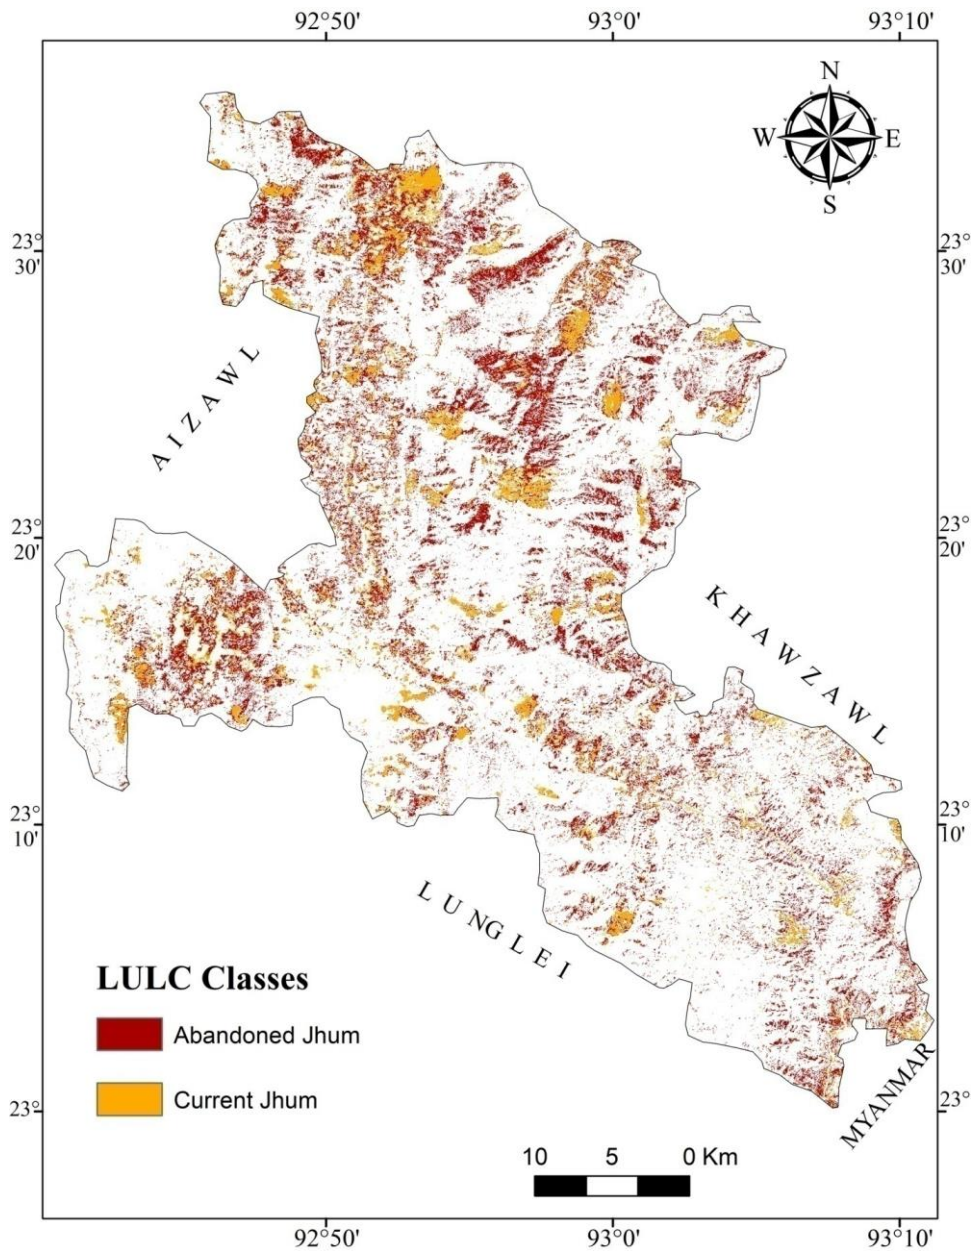 92°50' 93°0' 93°10'
N
W E
S
23°
30'
23°
30'
AIZAWL
23°
20'
23°
20'
KHAWZAWL
23°
10'
23°
10'
LUNGLEI
LULC Classes
Abandoned Jhum
Current Jhum
23°
23°
MYANMAR
10 5 0 Km
92°50' 93°0' 93°10'